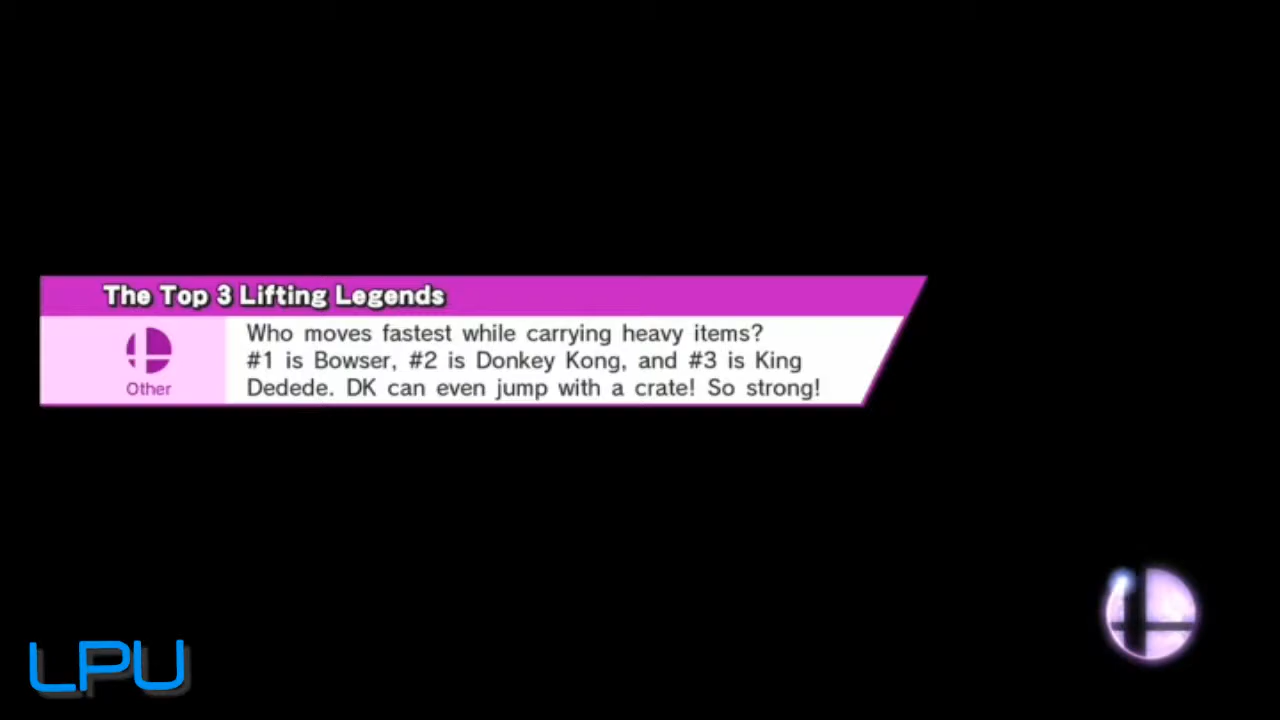 The Top 3 Lifting Legends
Who moves fastest while carrying heavy items?
#1 is Bowser, #2 is Donkey Kong, and #3 is King
Dedede. DK can even jump with a crate! So strong!
Other
LPU